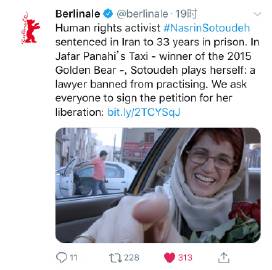 Berlinale @berlinale · 19时
Human rights activist #NasrinSotoudeh
sentenced in Iran to 33 years in prison. In
Jafar Panahi´s Taxi - winner of the 2015
Golden Bear -, Sotoudeh plays herself: a
lawyer banned from practising. We ask
everyone to sign the petition for her
liberation: bit.ly/2TCYSqJ
11 228 313